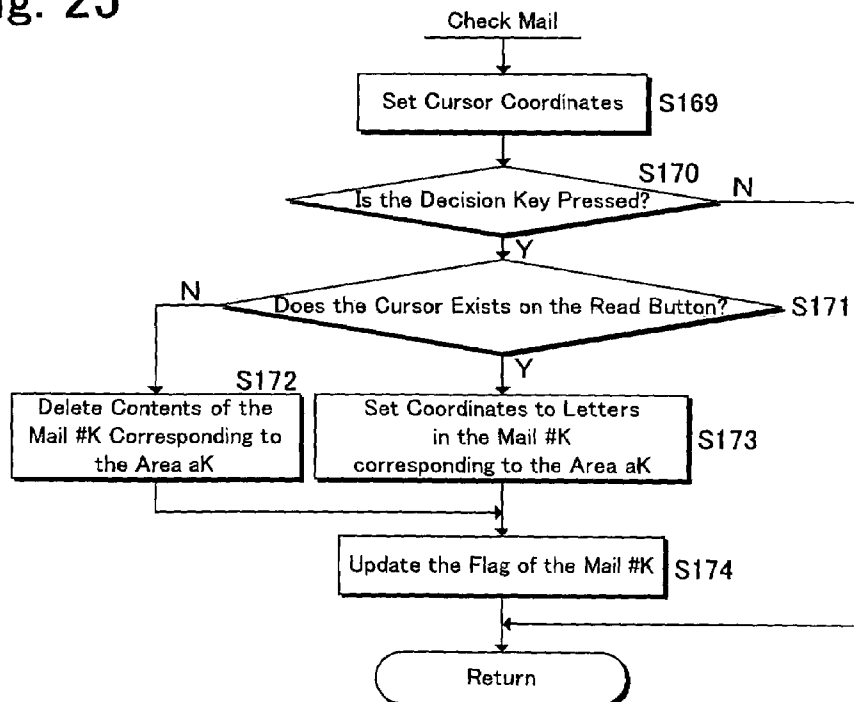 Fig. 25
Check Mail
Set Cursor Coordinates
S169
S170
Is the Decision Key Pressed?
N
Y
Does the Cursor Exists on the Read Button?
S171
N
Y
S172
Delete Contents of the
Mail #K Corresponding to
the Area aK
Set Coordinates to Letters
in the Mail #K
corresponding to the Area aK
S173
Update the Flag of the Mail #K
S174
Return